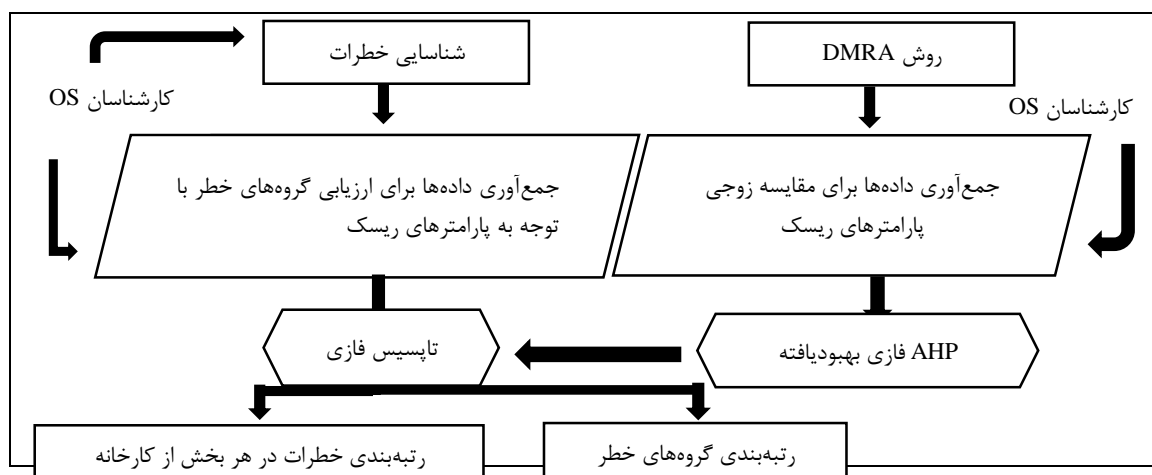 روش DMRA
شناسایی خطرات
کارشناسان OS
کارشناسان OS
جمع‌آوری داده‌ها برای مقایسه زوجی
پارامترهای ریسک
جمع‌آوری داده‌ها برای ارزیابی گروه‌های خطر با
توجه به پارامترهای ریسک
AHP فازی بهبودیافته
تاپسیس فازی
رتبه‌بندی گروه‌های خطر
رتبه‌بندی خطرات در هر بخش از کارخانه